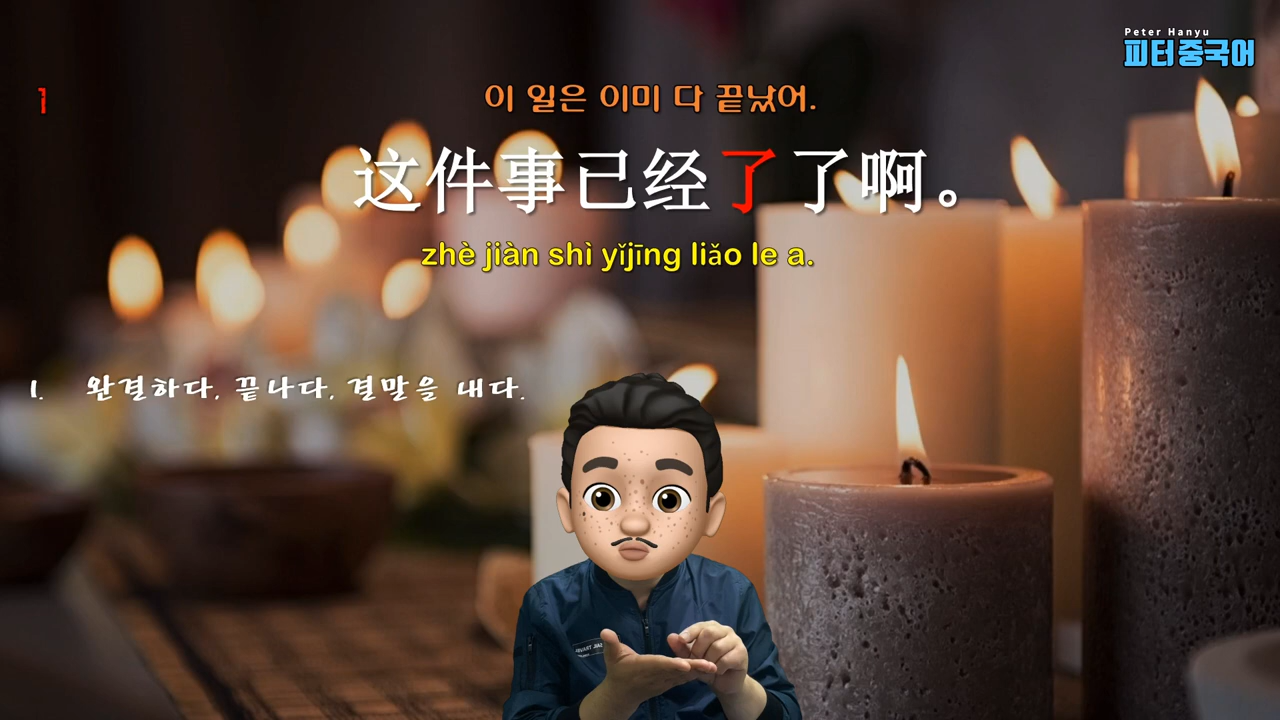 Peter Hanyu
피터 중국어
1
이 일은 이미 다 끝났어.
这件事已经了了啊。
zhè jiàn shì yǐjīng liǎo le a.
1. 완결하다, 끝나다, 결말을 내다.